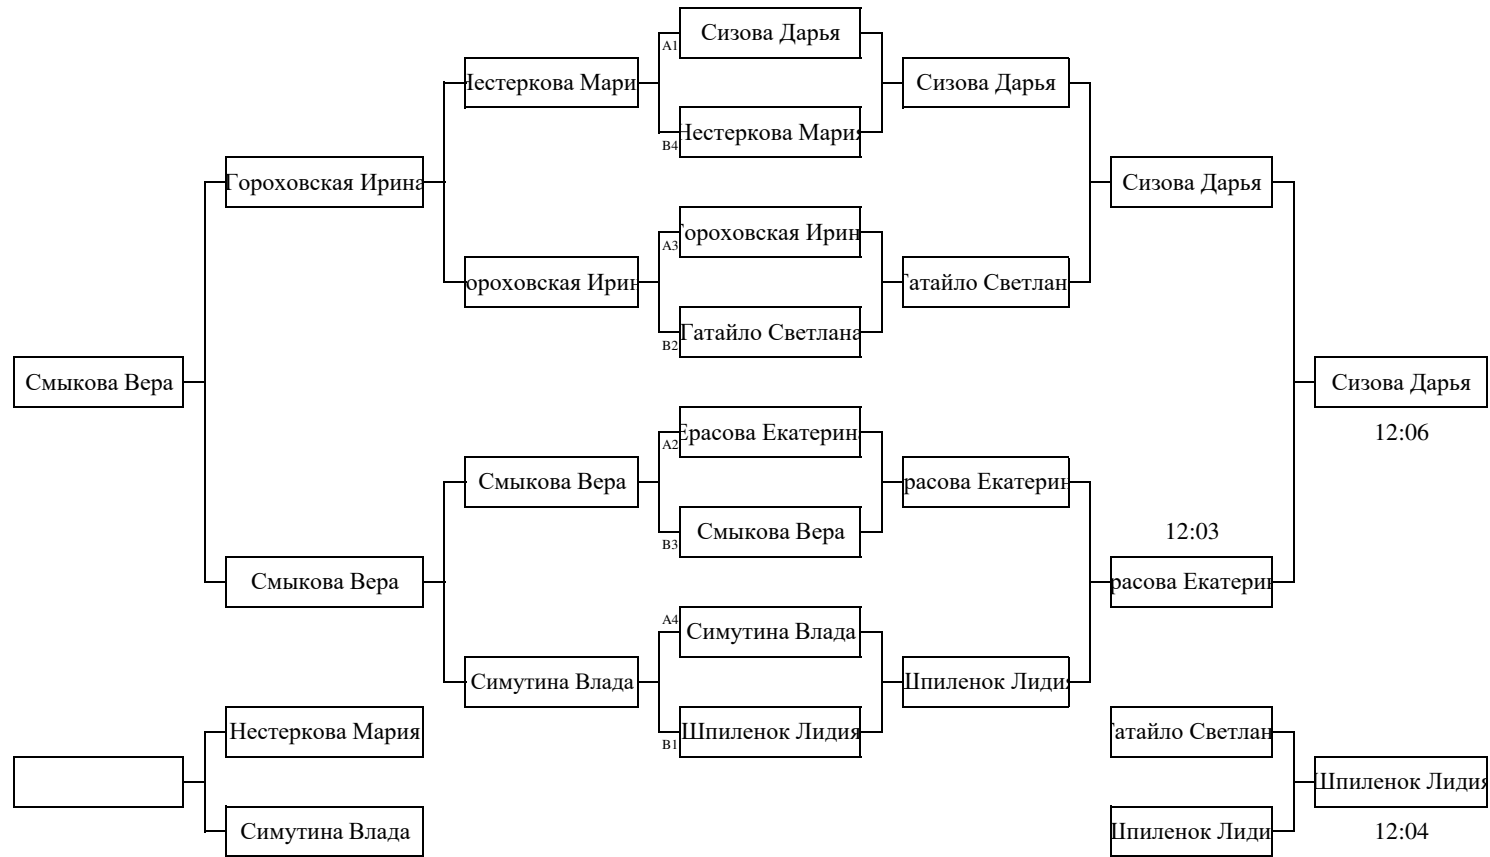 Сизова Дарья
A1
Нестеркова Мари
Сизова Дарья
Нестеркова Мария
B4
Гороховская Ирина
Сизова Дарья
Гороховская Ирин
A3
ороховская Ирин
Гатайло Светлан
Гатайло Светлана
B2
Смыкова Вера
Сизова Дарья
12:06
Ерасова Екатерина
A2
Смыкова Вера
расова Екатерин
Смыкова Вера
B3
12:03
Смыкова Вера
расова Екатерин
A4
Симутина Влада
Симутина Влада
Шпиленок Лидия
Нестеркова Мария
Шпиленок Лидия
B1
Гатайло Светлан
Шпиленок Лидия
Симутина Влада
Шпиленок Лиди
12:04